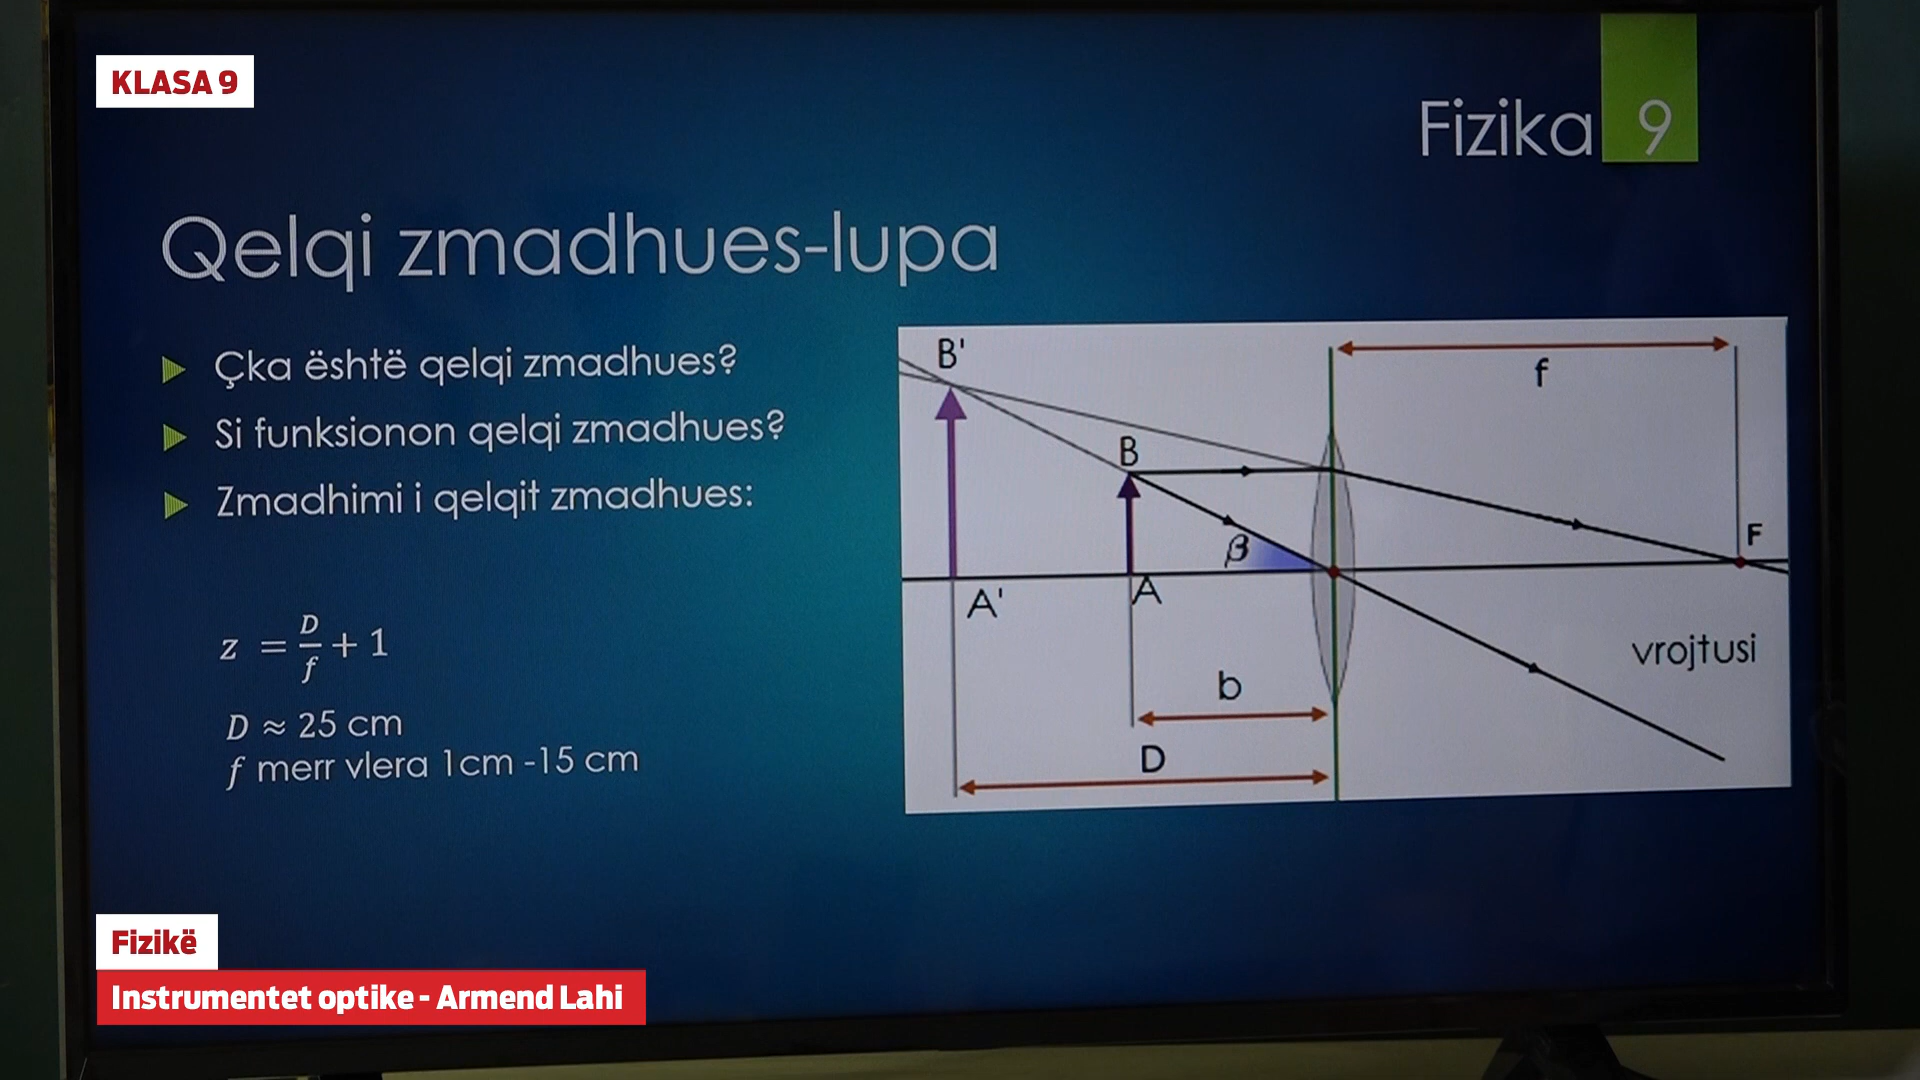 KLASA 9
Fizika 9
Qelqi zmadhues-lupa
Çka është qelqi zmadhues?
Si funksionon qelqi zmadhues?
Zmadhimi i qelqit zmadhues:
z = D/f + 1
D ≈ 25 cm
f merr vlera 1cm -15 cm
B'
f
B
F
β
A'
A
vrojtusi
b
D
Fizikë
Instrumentet optike - Armend Lahi